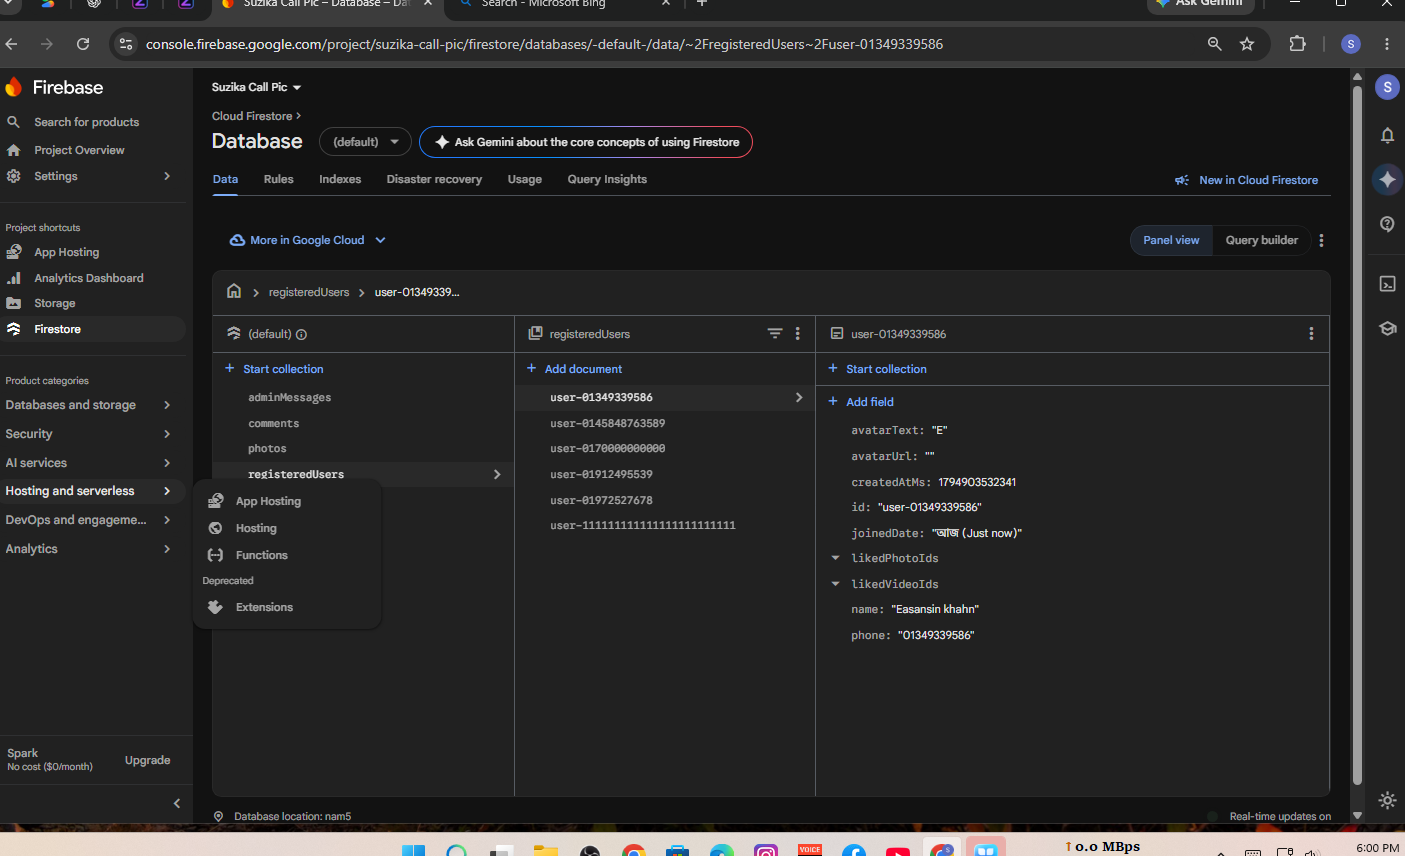 Suzika Call Pic – Database – Dat
Search - Microsoft Bing
Ask Gemini
console.firebase.google.com/project/suzika-call-pic/firestore/databases/-default-/data/~2FregisteredUsers~2Fuser-01349339586
S
Firebase
Search for products
Project Overview
Settings
Project shortcuts
App Hosting
Analytics Dashboard
Storage
Firestore
Product categories
Databases and storage
Security
AI services
Hosting and serverless
DevOps and engageme...
Analytics
Spark
No cost ($0/month)
Upgrade
App Hosting
Hosting
Functions
Deprecated
Extensions
Suzika Call Pic
Cloud Firestore
Database
(default)
Ask Gemini about the core concepts of using Firestore
Data
Rules
Indexes
Disaster recovery
Usage
Query Insights
New in Cloud Firestore
More in Google Cloud
Panel view
Query builder
registeredUsers
user-01349339...
(default)
Start collection
adminMessages
comments
photos
registeredUsers
registeredUsers
Add document
user-01349339586
user-0145848763589
user-0170000000000
user-01912495539
user-01972527678
user-111111111111111111111111
user-01349339586
Start collection
Add field
avatarText: "E"
avatarUrl: ""
createdAtMs: 1794903532341
id: "user-01349339586"
joinedDate: "আজ (Just now)"
likedPhotoIds
likedVideoIds
name: "Easansin khahn"
phone: "01349339586"
Database location: nam5
Real-time updates on
S
VOICE
S
0.0 MBps
6:00 PM